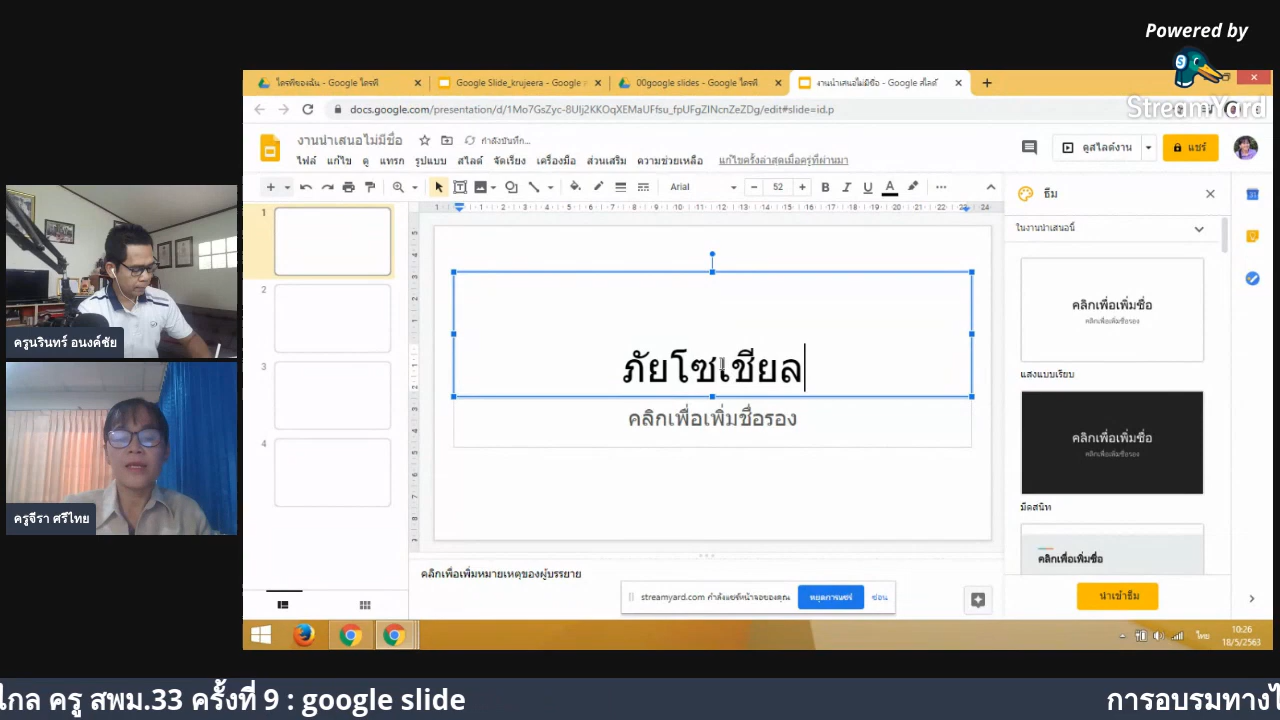 Powered by
StreamYard
ไดรฟ์ของฉัน - Google ไดรฟ์
Google Slide_krujeera - Google
00google slides - Google ไดรฟ์
งานนำเสนอไม่มีชื่อ - Google สไลด์
docs.google.com/presentation/d/1Mo7GsZyc-8UIj2KKOqXEMaUFfsu_fpUFgZINcnZeZDg/edit#slide=id.p
งานนำเสนอไม่มีชื่อ
กำลังบันทึก...
ไฟล์ แก้ไข ดู แทรก รูปแบบ สไลด์ จัดเรียง เครื่องมือ ส่วนเสริม ความช่วยเหลือ
แก้ไขครั้งล่าสุดเมื่อครู่ที่ผ่านมา
ดูสไลด์งาน
แชร์
Arial
52
ธีม
ในงานนำเสนอนี้
1
2
3
4
ภัยโซเชียล
คลิกเพื่อเพิ่มชื่อรอง
คลิกเพื่อเพิ่มชื่อ
คลิกเพื่อเพิ่มชื่อรอง
แสงแบบเรียบ
คลิกเพื่อเพิ่มชื่อ
คลิกเพื่อเพิ่มชื่อรอง
มืดสนิท
คลิกเพื่อเพิ่มชื่อ
นำเข้าธีม
คลิกเพื่อเพิ่มหมายเหตุของผู้บรรยาย
streamyard.com กำลังแชร์หน้าจอของคุณ
หยุดการแชร์
ซ่อน
ครูนรินทร์ อนงค์ชัย
ครูจีรา ศรีไทย
ไทย
10:26
18/5/2563
ไกล ครู สพม.33 ครั้งที่ 9 : google slide
การอบรมทางไ